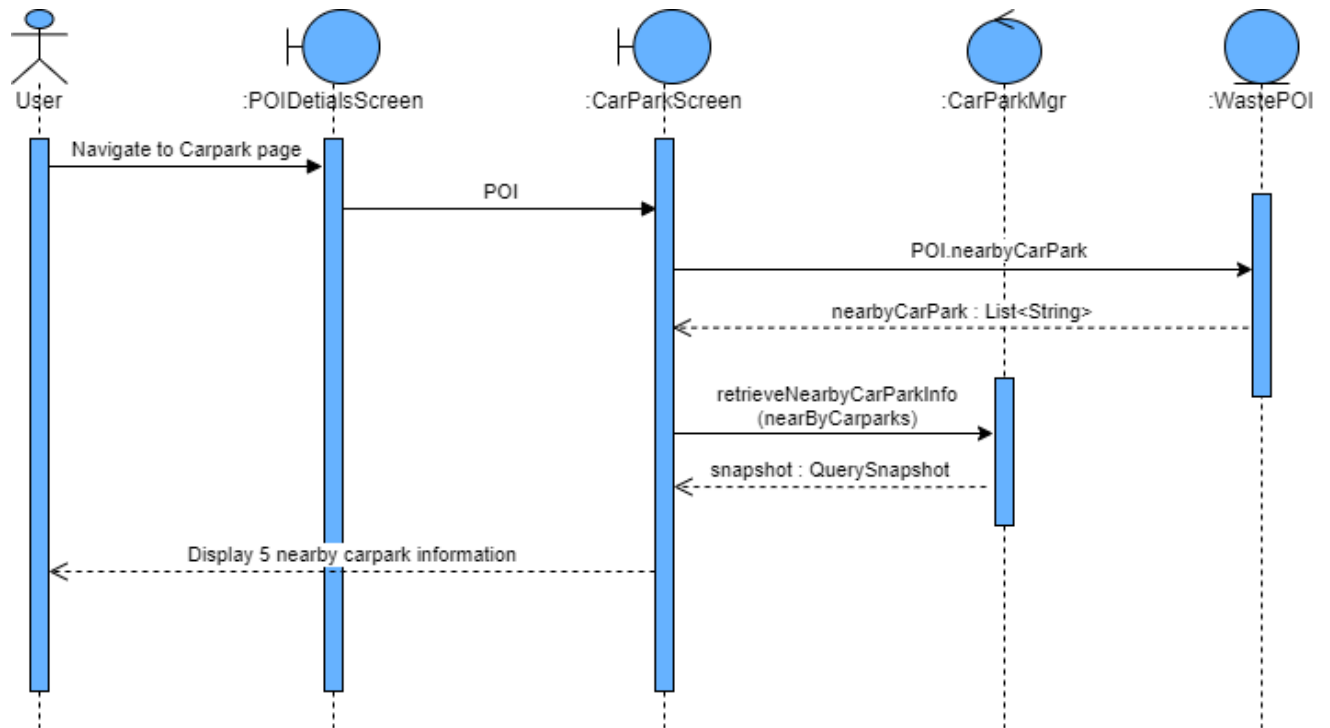 User
:POIDetialsScreen
:CarParkScreen
:CarParkMgr
:WastePOI
Navigate to Carpark page
POI
POI.nearbyCarPark
nearbyCarPark : List<String>
retrieveNearbyCarParkInfo
(nearByCarparks)
snapshot : QuerySnapshot
Display 5 nearby carpark information